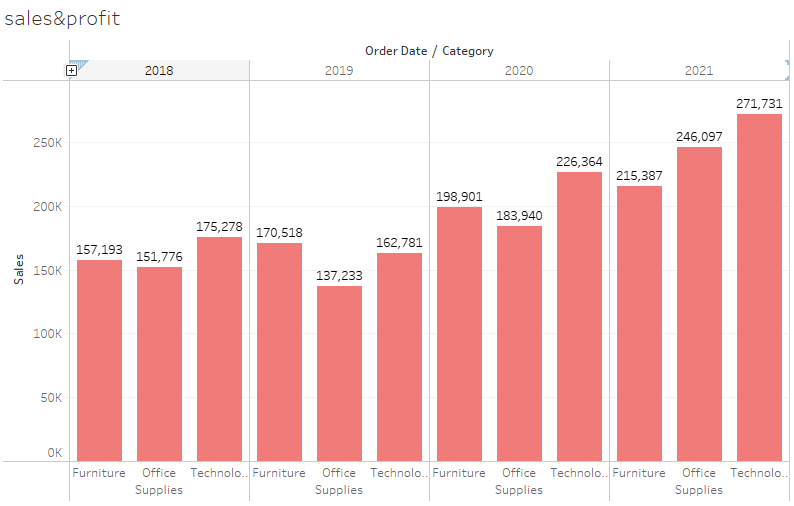 sales&profit
Order Date / Category
2018 2019 2020 2021
271,731
250K
246,097
226,364
215,387
200K
198,901
183,940
175,278
170,518
162,781
157,193
151,776
150K
137,233
Sales
100K
50K
0K
Furniture Office Technolo.. Furniture Office Technolo.. Furniture Office Technolo.. Furniture Office Technolo..
Supplies Supplies Supplies Supplies